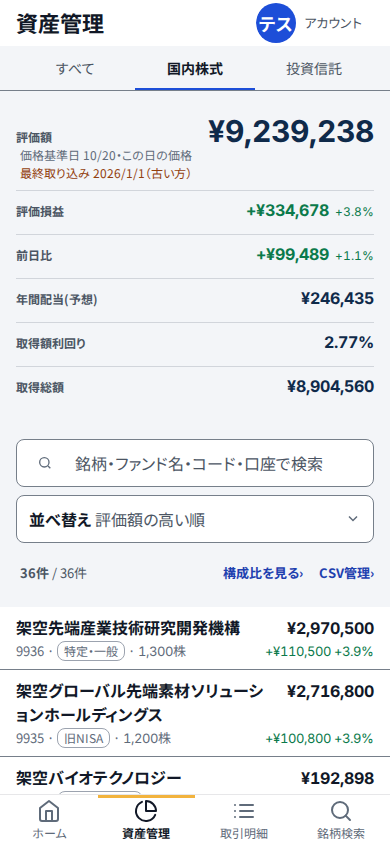 資産管理
テス アカウント
すべて 国内株式 投資信託
評価額 ¥9,239,238
価格基準日 10/20・この日の価格
最終取り込み 2026/1/1(古い方)
評価損益 +¥334,678 +3.8%
前日比 +¥99,489 +1.1%
年間配当(予想) ¥246,435
取得額利回り 2.77%
取得総額 ¥8,904,560
銘柄・ファンド名・コード・口座で検索
並べ替え 評価額の高い順
36件 / 36件 構成比を見る› CSV管理›
架空先端産業技術研究開発機構 ¥2,970,500
9936 · 特定・一般 · 1,300株 +¥110,500 +3.9%
架空グローバル先端素材ソリューシ ¥2,716,800
ョンホールディングス
9935 · 旧NISA · 1,200株 +¥100,800 +3.9%
架空バイオテクノロジー ¥192,898
ホーム 資産管理 取引明細 銘柄検索